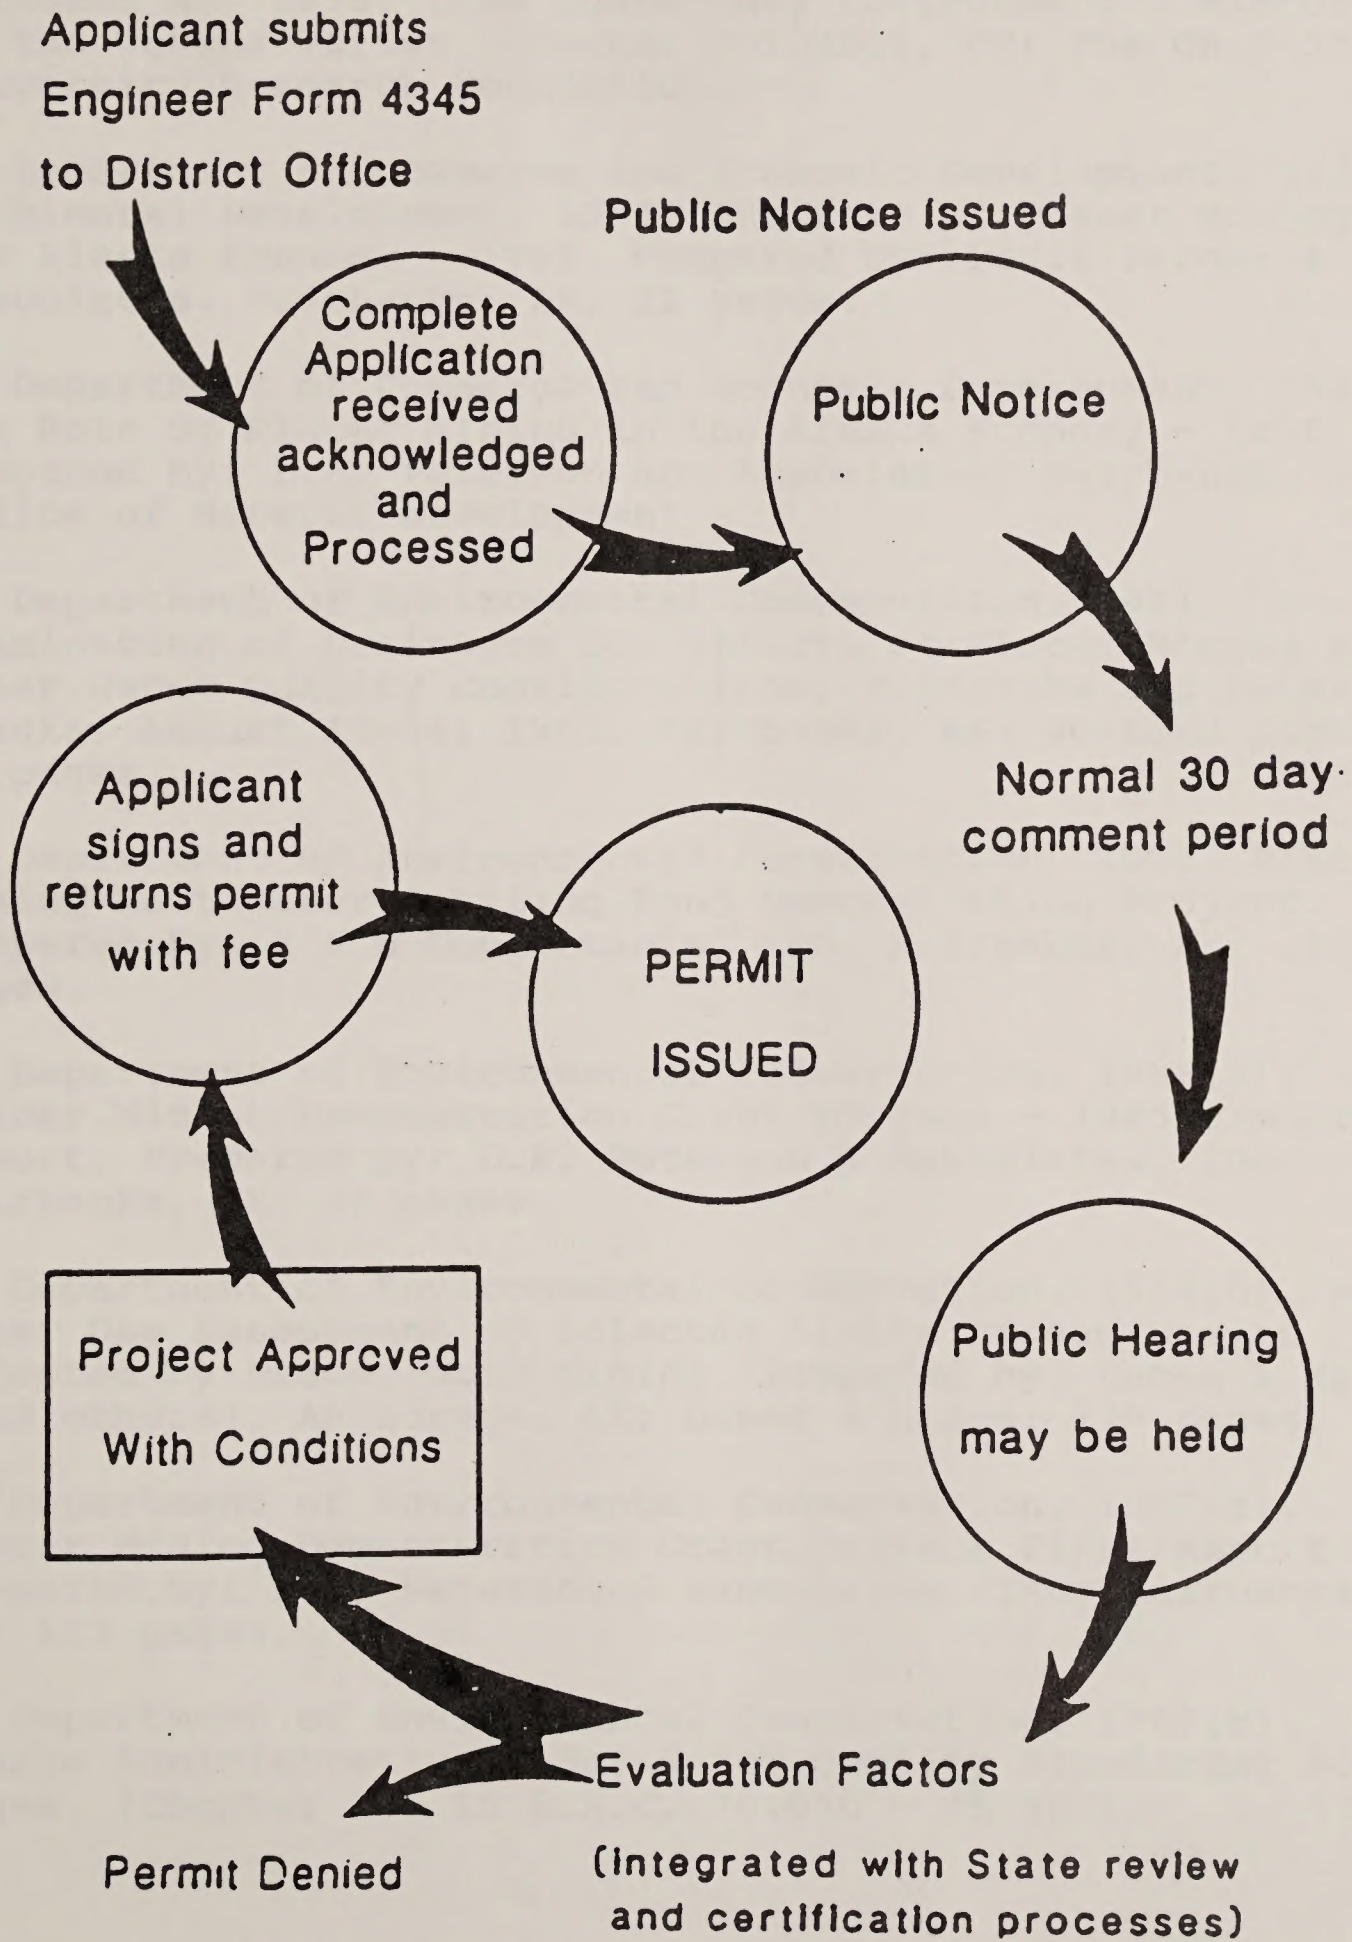 Applicant submits
Engineer Form 4345
to District Office
Public Notice Issued
Complete
Application
received
acknowledged
and
Processed
Public Notice
Normal 30 day
comment period
Applicant
signs and
returns permit
with fee
PERMIT
ISSUED
Public Hearing
may be held
Project Approved
With Conditions
Evaluation Factors
(Integrated with State review
and certification processes)
Permit Denied